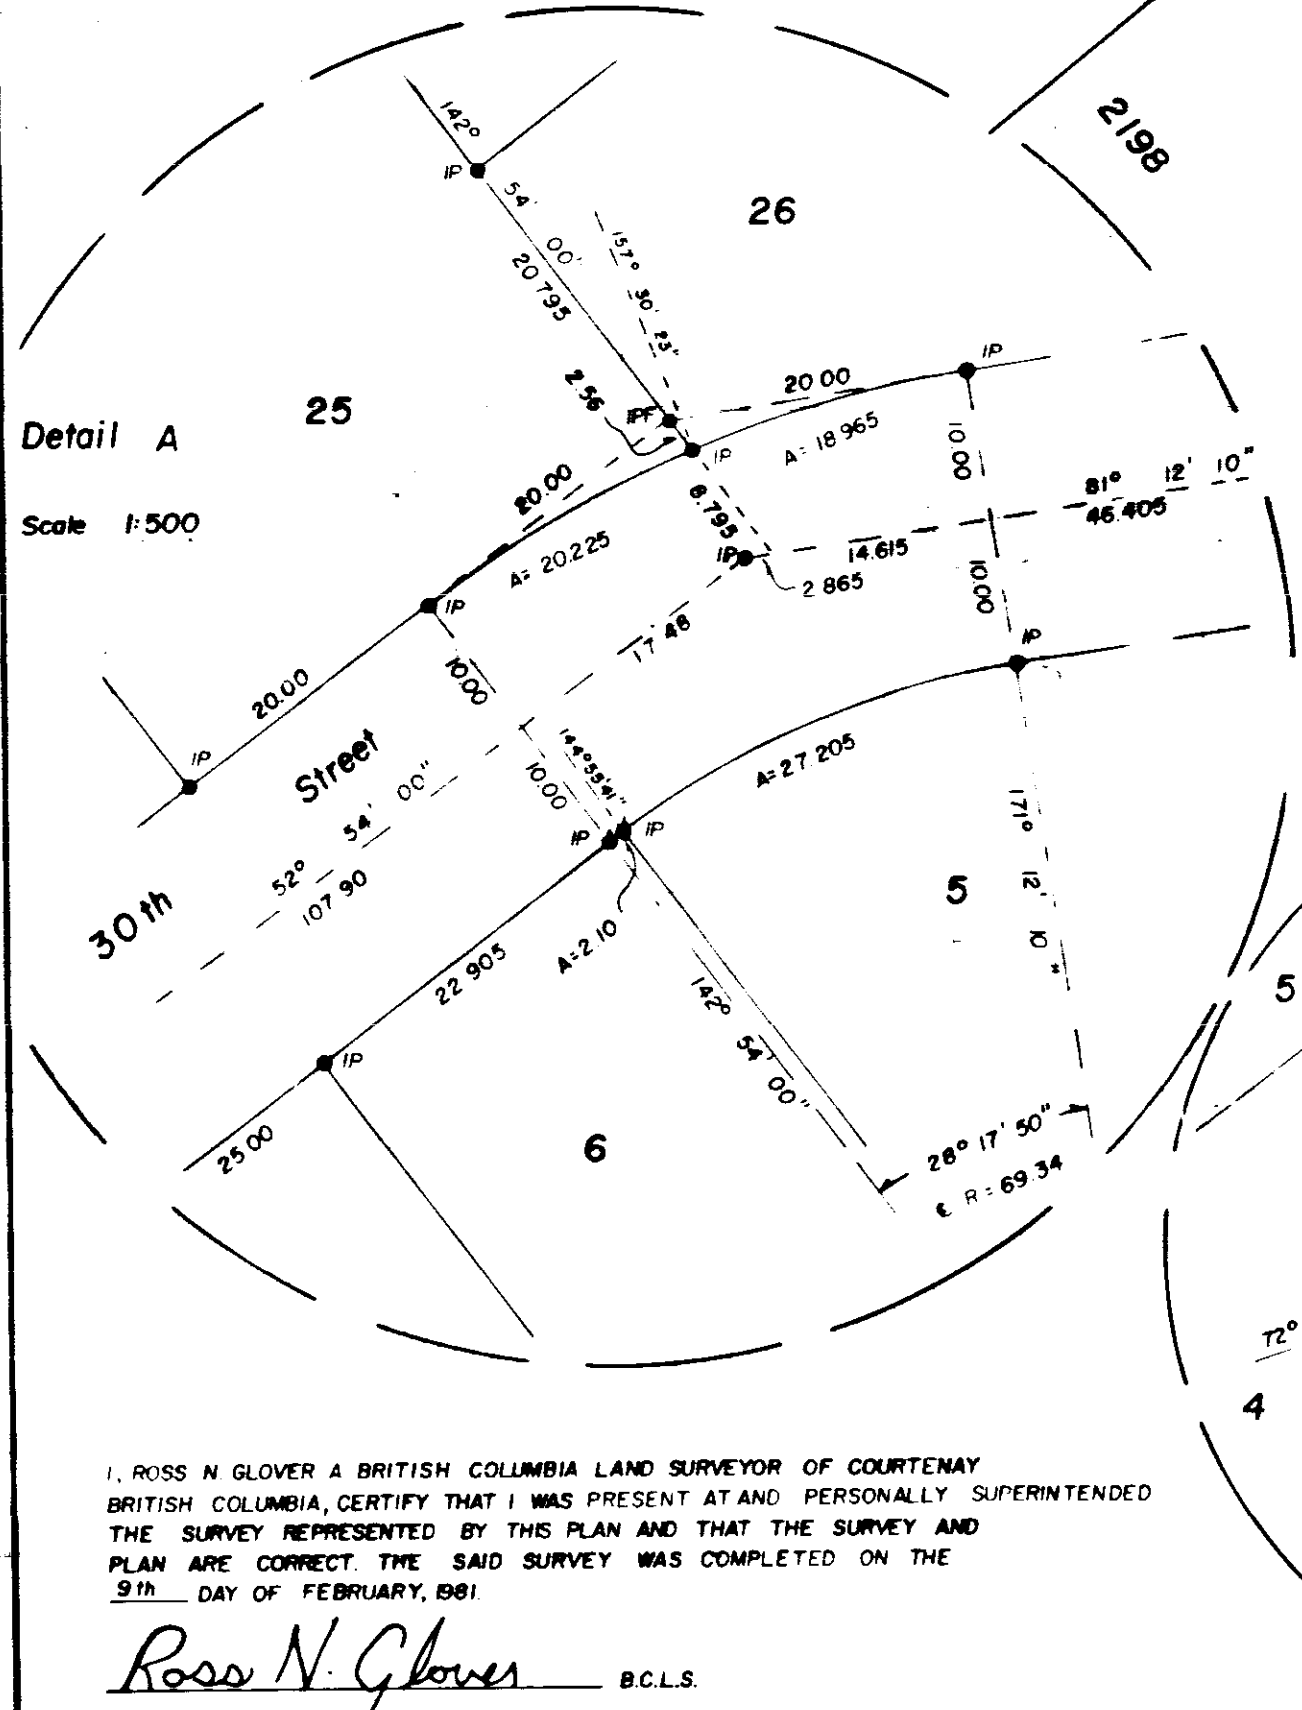 2198
142°
IP
54'
00"
20.795
26
157° 30' 23"
25
Detail A
Scale 1:500
2.56
IPF
20.00
IP
IP
A= 18.965
20.00
A= 20.225
8.795
10.00
81° 12' 10"
46.405
IP
14.615
2.865
10.00
IP
IP
17.48
10.00
20.00
IP
Street
144°55'41"
10.00
A=27.205
IP
IP
52° 54' 00"
107.90
30th
171° 12' 10"
5
22.905
A=2.10
142° 54' 00"
5
IP
25.00
6
28° 17' 50"
R = 69.34
72°
4
I, ROSS N. GLOVER A BRITISH COLUMBIA LAND SURVEYOR OF COURTENAY
BRITISH COLUMBIA, CERTIFY THAT I WAS PRESENT AT AND PERSONALLY SUPERINTENDED
THE SURVEY REPRESENTED BY THIS PLAN AND THAT THE SURVEY AND
PLAN ARE CORRECT. THE SAID SURVEY WAS COMPLETED ON THE
9th DAY OF FEBRUARY, 1981.
Ross N. Glover B.C.L.S.